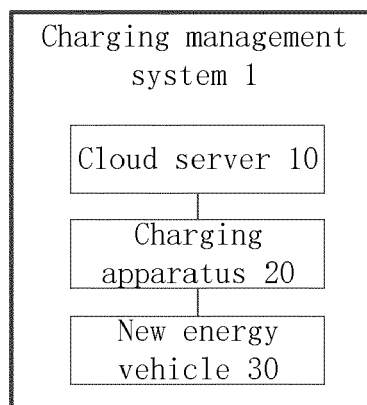 Charging management
system 1
Cloud server 10
Charging
apparatus 20
New energy
vehicle 30